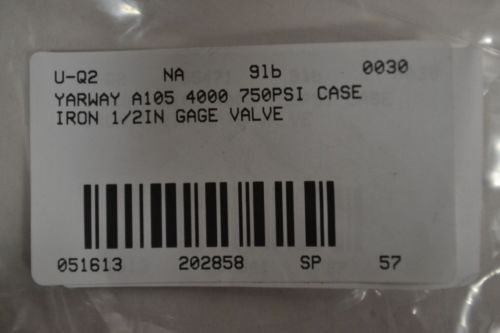 U-Q2 NA 9lb 0030
YARWAY A105 4000 750PSI CASE
IRON 1/2IN GAGE VALVE
051613 202858 SP 57